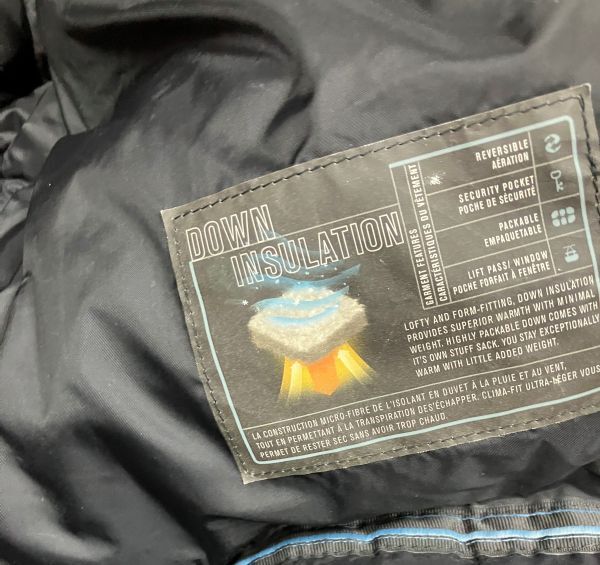 DOWN
INSULATION
GARMENT FEATURES
CARACTÉRISTIQUES DU VÊTEMENT
REVERSIBLE
AÉRATION
SECURITY POCKET
POCHE DE SÉCURITÉ
PACKABLE
EMPAQUETABLE
LIFT PASS/ WINDOW
POCHE FORFAIT À FENÊTRE
LOFTY AND FORM-FITTING, DOWN INSULATION
PROVIDES SUPERIOR WARMTH WITH MINIMAL
WEIGHT. HIGHLY PACKABLE DOWN COMES WITH
IT'S OWN STUFF SACK. YOU STAY EXCEPTIONALLY
WARM WITH LITTLE ADDED WEIGHT.
LA CONSTRUCTION MICRO-FIBRE DE L'ISOLANT EN DUVET À LA PLUIE ET AU VENT,
TOUT EN PERMETTANT À LA TRANSPIRATION DES'ÉCHAPPER. CLIMA-FIT ULTRA-LÉGER VOUS
PERMET DE RESTER SEC SANS AVOIR TROP CHAUD.